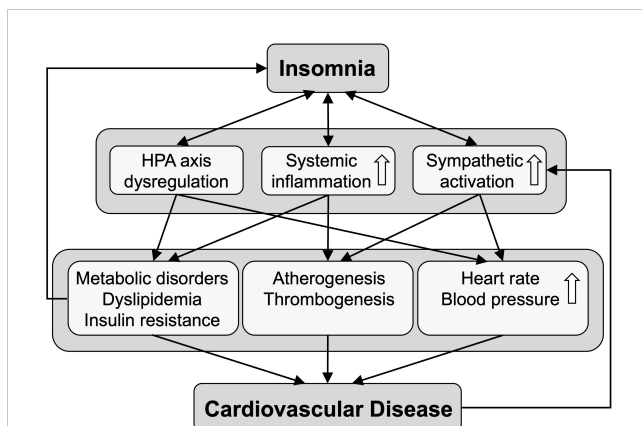 Insomnia
HPA axis
dysregulation
Systemic
inflammation
Sympathetic
activation
Metabolic disorders
Dyslipidemia
Insulin resistance
Atherogenesis
Thrombogenesis
Heart rate
Blood pressure
Cardiovascular Disease